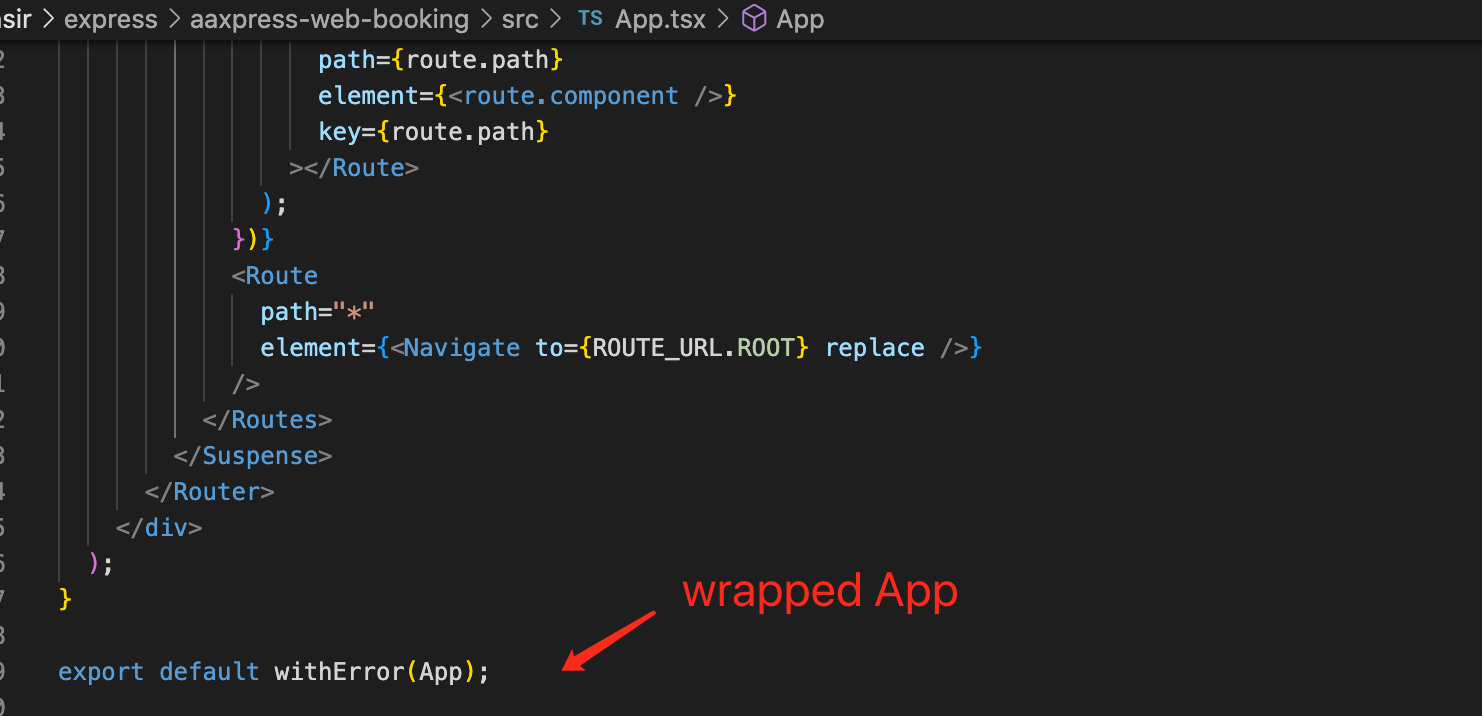 sir > express > aaxpress-web-booking > src > TS App.tsx > App
2 path={route.path}
3 element={<route.component />}
4 key={route.path}
5 ></Route>
6 );
7 })}
8 <Route
9 path="*"
0 element={<Navigate to={ROUTE_URL.ROOT} replace />}
1 />
2 </Routes>
3 </Suspense>
4 </Router>
5 </div>
6 );
7 }
wrapped App
8
9 export default withError(App);
0